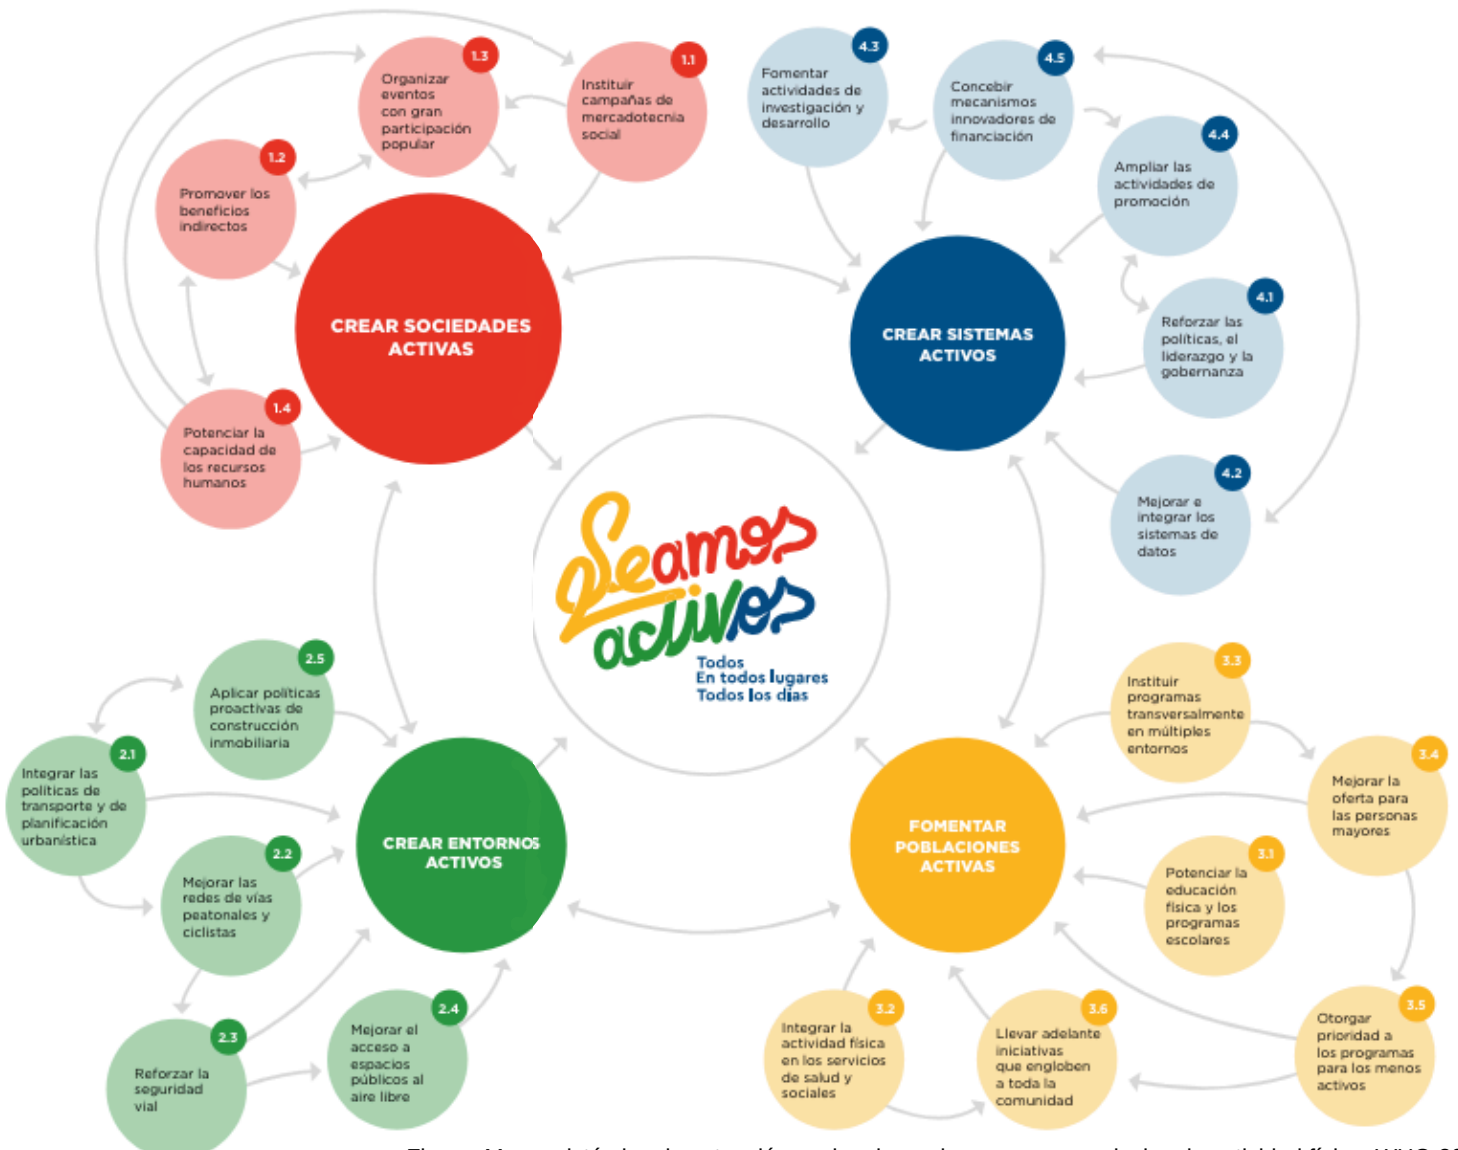 1.3
Organizar
eventos
con gran
participación
popular
1.1
Instituir
campañas de
mercadotecnia
social
1.2
Promover los
beneficios
indirectos
1.4
Potenciar la
capacidad de
los recursos
humanos
CREAR SOCIEDADES
ACTIVAS
4.3
Fomentar
actividades de
investigación y
desarrollo
4.5
Concebir
mecanismos
innovadores de
financiación
4.4
Ampliar las
actividades de
promoción
4.1
Reforzar las
políticas, el
liderazgo y la
gobernanza
4.2
Mejorar e
integrar los
sistemas de
datos
CREAR SISTEMAS
ACTIVOS
Seamos
activos
Todos
En todos lugares
Todos los días
2.5
Aplicar políticas
proactivas de
construcción
inmobiliaria
2.1
Integrar las
políticas de
transporte y de
planificación
urbanística
2.2
Mejorar las
redes de vías
peatonales y
ciclistas
2.3
Reforzar la
seguridad
vial
2.4
Mejorar el
acceso a
espacios
públicos al
aire libre
CREAR ENTORNOS
ACTIVOS
FOMENTAR
POBLACIONES
ACTIVAS
3.3
Instituir
programas
transversalmente
en múltiples
entornos
3.4
Mejorar la
oferta para
las personas
mayores
3.1
Potenciar la
educación
física y los
programas
escolares
3.2
Integrar la
actividad física
en los servicios
de salud y
sociales
3.6
Llevar adelante
iniciativas
que engloben
a toda la
comunidad
3.5
Otorgar
prioridad a
los programas
para los menos
activos